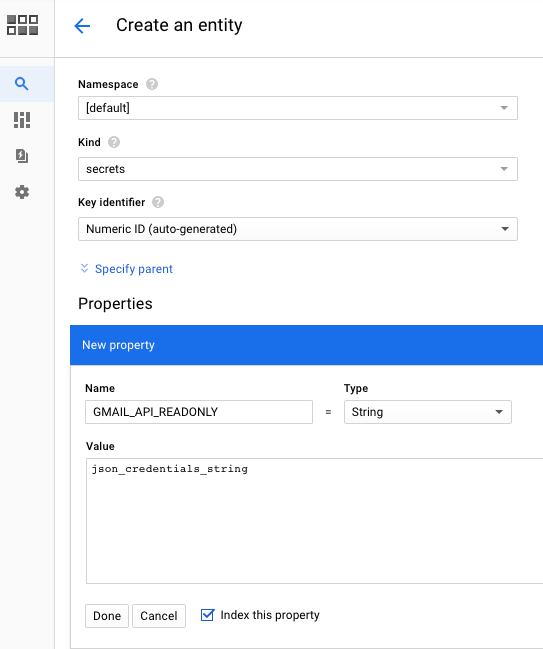 Create an entity
Namespace ?
[default]
Kind ?
secrets
Key identifier ?
Numeric ID (auto-generated)
Specify parent
Properties
New property
Name Type
GMAIL_API_READONLY = String
Value
json_credentials_string
Done Cancel Index this property